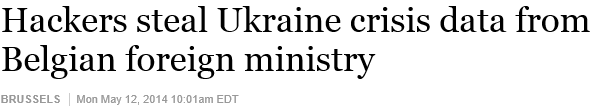 Hackers steal Ukraine crisis data from
Belgian foreign ministry
BRUSSELS | Mon May 12, 2014 10:01am EDT